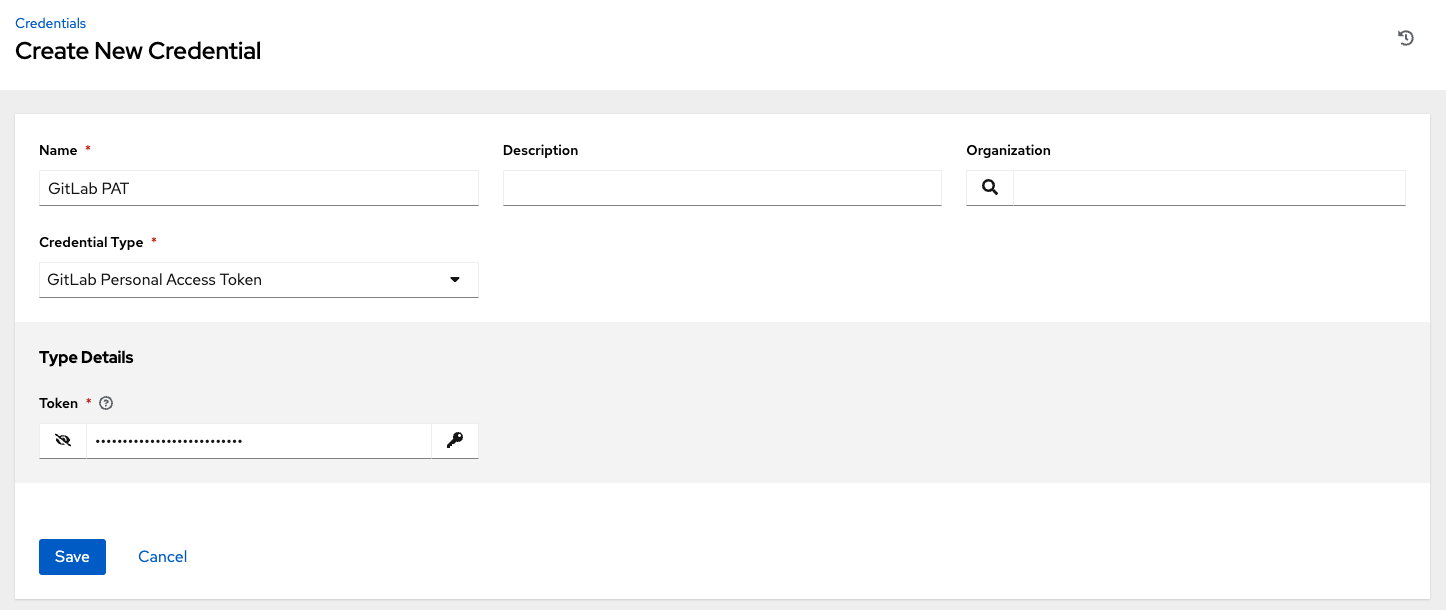 Credentials
Create New Credential
Name *
Description
Organization
GitLab PAT
Credential Type *
GitLab Personal Access Token
Type Details
Token *
•••••••••••••••••••••••••••
Save
Cancel